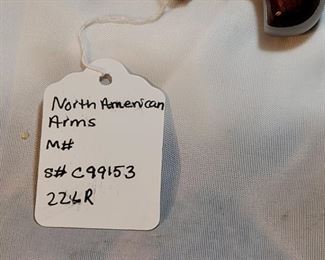 North American
Arms
M#
S# C99153
22LR